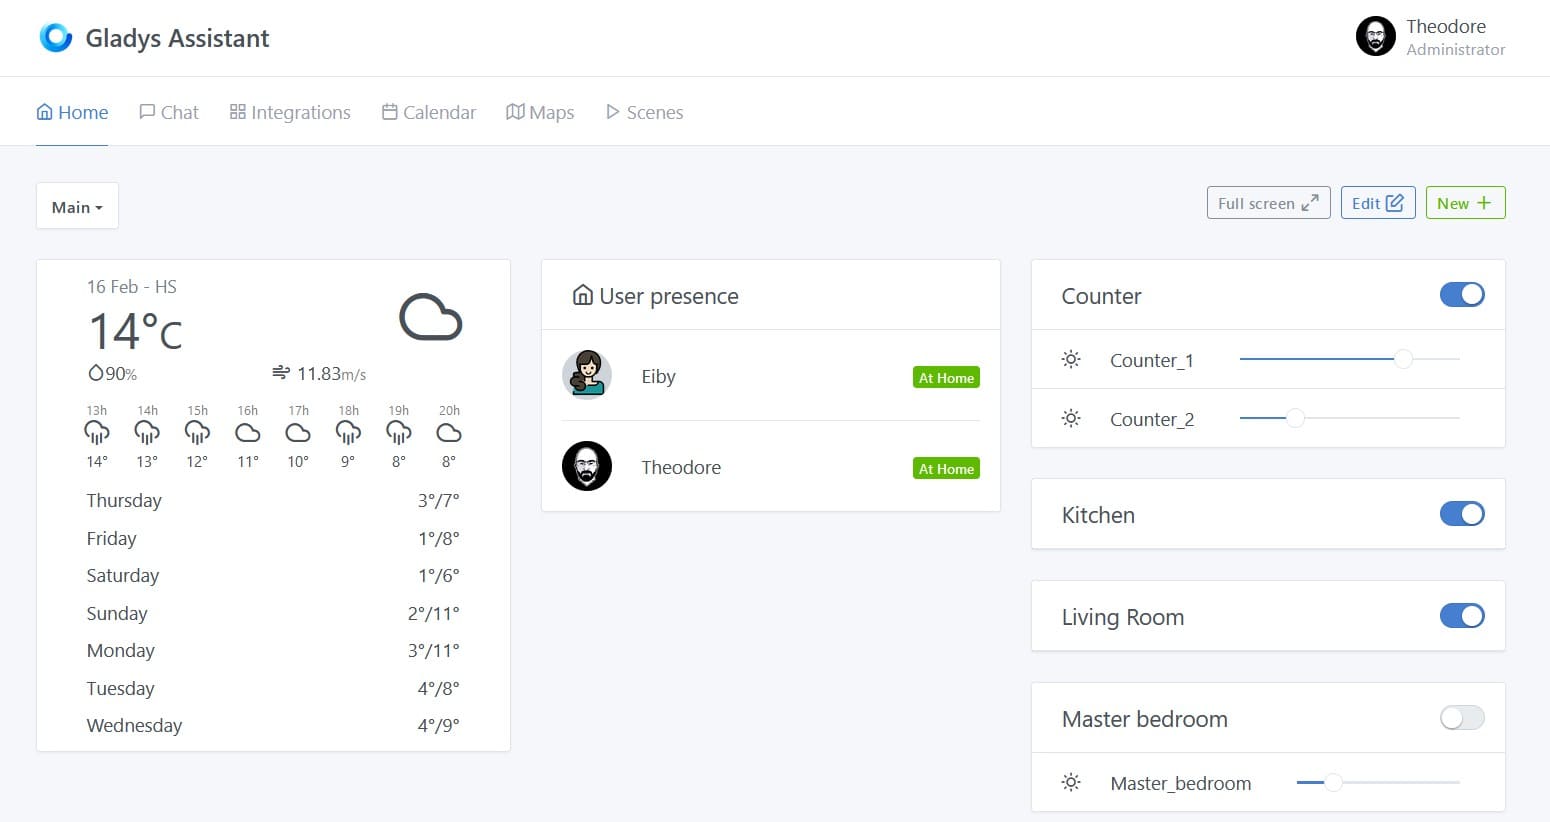 Gladys Assistant
Theodore
Administrator
Home Chat Integrations Calendar Maps Scenes
Main
Full screen Edit New
16 Feb - HS
14°C
90% 11.83m/s
13h 14h 15h 16h 17h 18h 19h 20h
14° 13° 12° 11° 10° 9° 8° 8°
Thursday 3°/7°
Friday 1°/8°
Saturday 1°/6°
Sunday 2°/11°
Monday 3°/11°
Tuesday 4°/8°
Wednesday 4°/9°
User presence
Eiby At Home
Theodore At Home
Counter
Counter_1
Counter_2
Kitchen
Living Room
Master bedroom
Master_bedroom